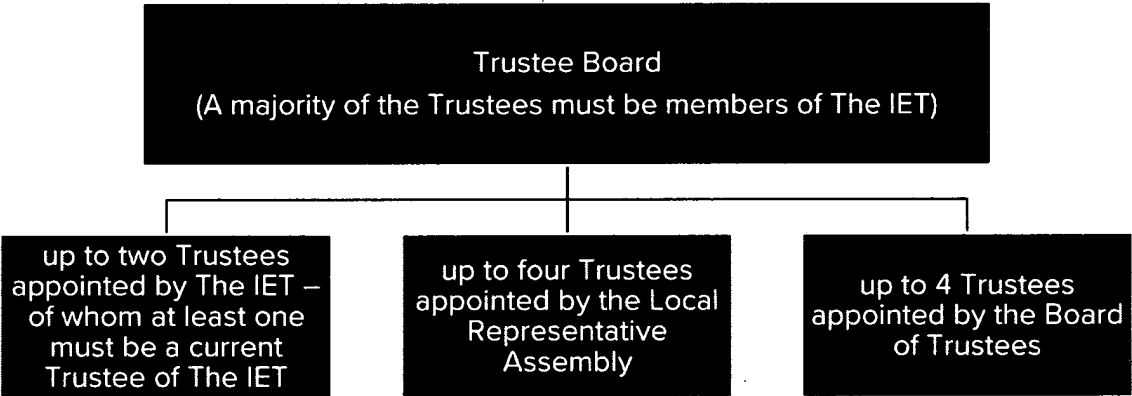 Trustee Board
(A majority of the Trustees must be members of The IET)
up to two Trustees
appointed by The IET –
of whom at least one
must be a current
Trustee of The IET
up to four Trustees
appointed by the Local
Representative
Assembly
up to 4 Trustees
appointed by the Board
of Trustees